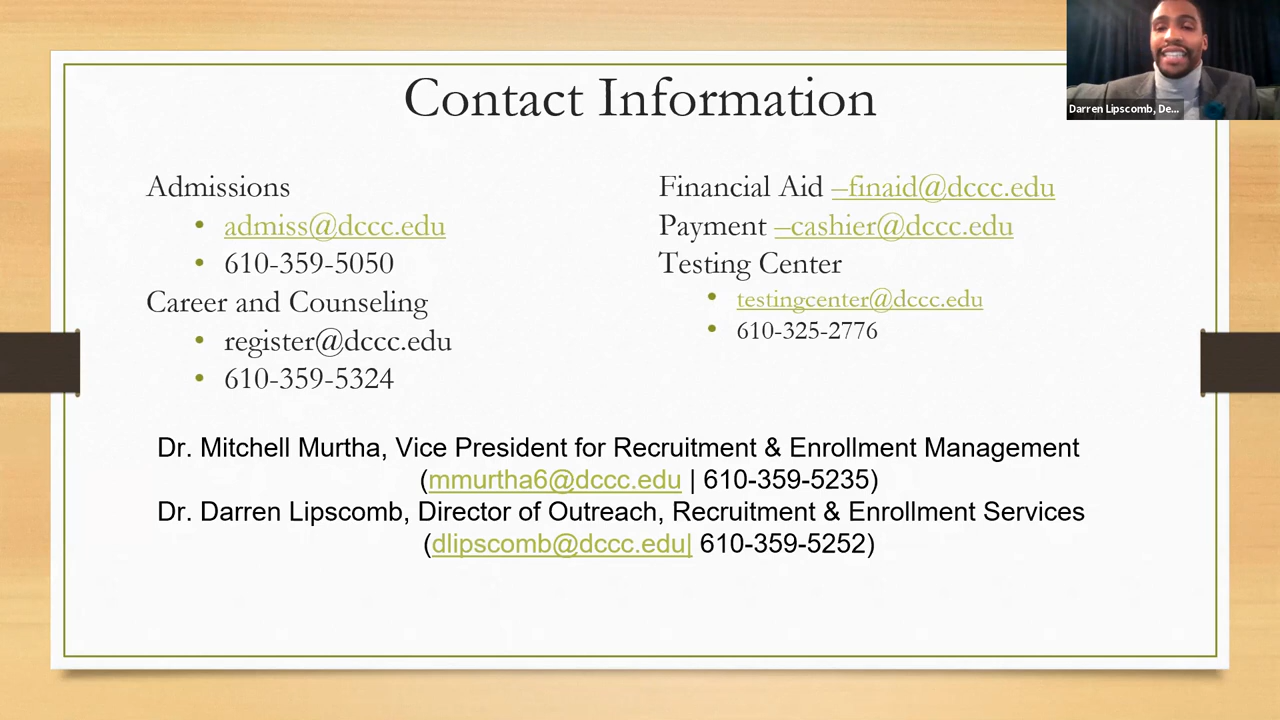 Contact Information
Darren Lipscomb, De...
Admissions
• admiss@dccc.edu
• 610-359-5050
Career and Counseling
• register@dccc.edu
• 610-359-5324
Financial Aid –finaid@dccc.edu
Payment –cashier@dccc.edu
Testing Center
• testingcenter@dccc.edu
• 610-325-2776
Dr. Mitchell Murtha, Vice President for Recruitment & Enrollment Management
(mmurtha6@dccc.edu | 610-359-5235)
Dr. Darren Lipscomb, Director of Outreach, Recruitment & Enrollment Services
(dlipscomb@dccc.edu| 610-359-5252)